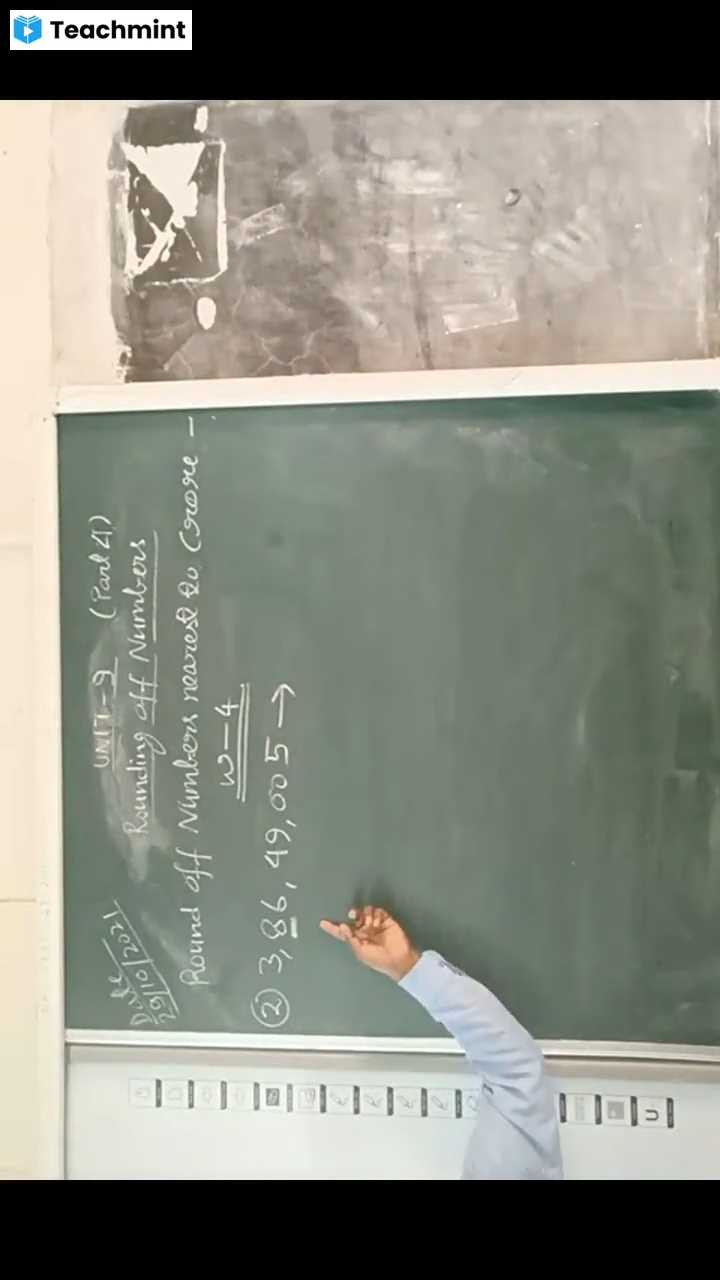 Teachmint
Date
29/10/2021
UNIT-9 (Part 4)
Rounding off Numbers
Round off Numbers nearest to Crore -
W-4
(2) 3,86,49,005 →
U